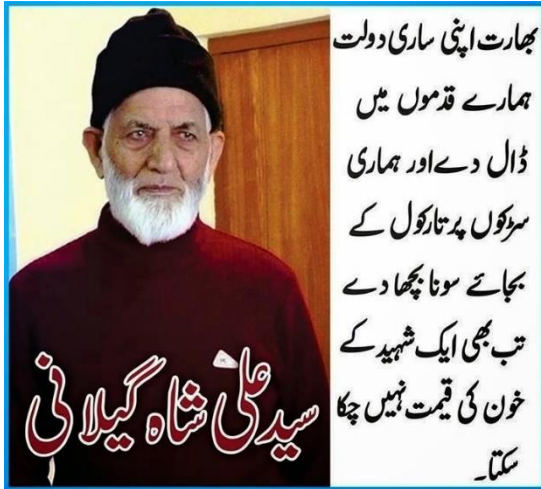 بھارت اپنی ساری دولت
ہمارے قدموں میں
ڈال دے اور ہماری
سڑکوں پر تارکول کے
بجائے سونا بچھا دے
تب بھی ایک شہید کے
خون کی قیمت نہیں چکا
سکتا۔
سید علی شاہ گیلانی